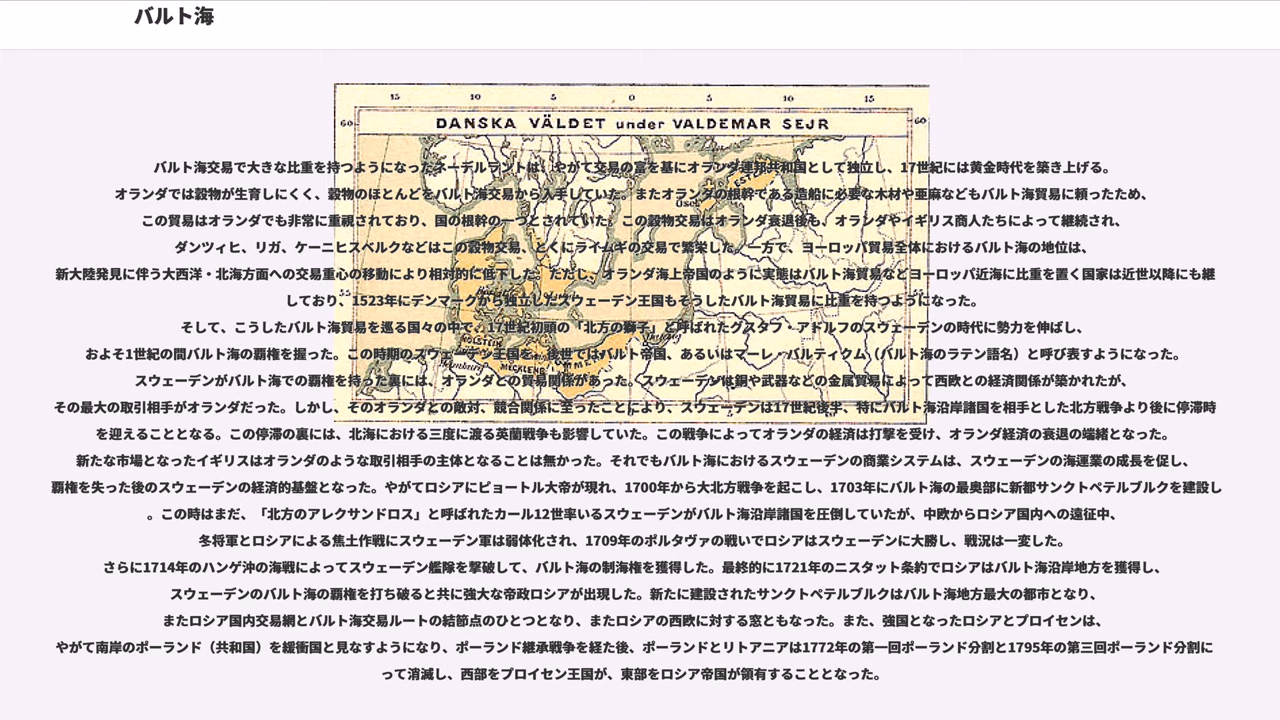 バルト海
15 10 5 0 5 10 15
60 DANSKA VÄLDET under VALDEMAR SEJR 60
バルト海交易で大きな比重を持つようになったネーデルラントは、やがて交易の富を基にオランダ連邦共和国として独立し、17世紀には黄金時代を築き上げる。
オランダでは穀物が生育しにくく、穀物のほとんどをバルト海交易から入手していた。またオランダの根幹である造船に必要な木材や亜麻などもバルト海貿易に頼ったため、
この貿易はオランダでも非常に重視されており、国の根幹の一つとされていた。この穀物交易はオランダ衰退後も、オランダやイギリス商人たちによって継続され、
ダンツィヒ、リガ、ケーニヒスベルクなどはこの穀物交易、とくにライムギの交易で繁栄した。一方で、ヨーロッパ貿易全体におけるバルト海の地位は、
新大陸発見に伴う大西洋・北海方面への交易重心の移動により相対的に低下した。ただし、オランダ海上帝国のように実態はバルト海貿易などヨーロッパ近海に比重を置く国家は近世以降にも継
しており、1523年にデンマークから独立したスウェーデン王国もそうしたバルト海貿易に比重を持つようになった。
そして、こうしたバルト海貿易を巡る国々の中で、17世紀初頭の「北方の獅子」と呼ばれたグスタフ・アドルフのスウェーデンの時代に勢力を伸ばし、
およそ1世紀の間バルト海の覇権を握った。この時期のスウェーデン王国を、後世ではバルト帝国、あるいはマーレ・バルティクム（バルト海のラテン語名）と呼び表すようになった。
スウェーデンがバルト海での覇権を持った裏には、オランダとの貿易関係があった。スウェーデンは銅や武器などの金属貿易によって西欧との経済関係が築かれたが、
その最大の取引相手がオランダだった。しかし、そのオランダとの敵対、競合関係に至ったことにより、スウェーデンは17世紀後半、特にバルト海沿岸諸国を相手とした北方戦争より後に停滞時
を迎えることとなる。この停滞の裏には、北海における三度に渡る英蘭戦争も影響していた。この戦争によってオランダの経済は打撃を受け、オランダ経済の衰退の端緒となった。
新たな市場となったイギリスはオランダのような取引相手の主体となることは無かった。それでもバルト海におけるスウェーデンの商業システムは、スウェーデンの海運業の成長を促し、
覇権を失った後のスウェーデンの経済的基盤となった。やがてロシアにピョートル大帝が現れ、1700年から大北方戦争を起こし、1703年にバルト海の最奥部に新都サンクトペテルブルクを建設し
。この時はまだ、「北方のアレクサンドロス」と呼ばれたカール12世率いるスウェーデンがバルト海沿岸諸国を圧倒していたが、中欧からロシア国内への遠征中、
冬将軍とロシアによる焦土作戦にスウェーデン軍は弱体化され、1709年のポルタヴァの戦いでロシアはスウェーデンに大勝し、戦況は一変した。
さらに1714年のハンゲ沖の海戦によってスウェーデン艦隊を撃破して、バルト海の制海権を獲得した。最終的に1721年のニスタット条約でロシアはバルト海沿岸地方を獲得し、
スウェーデンのバルト海の覇権を打ち破ると共に強大な帝政ロシアが出現した。新たに建設されたサンクトペテルブルクはバルト海地方最大の都市となり、
またロシア国内交易網とバルト海交易ルートの結節点のひとつとなり、またロシアの西欧に対する窓ともなった。また、強国となったロシアとプロイセンは、
やがて南岸のポーランド（共和国）を緩衝国と見なすようになり、ポーランド継承戦争を経た後、ポーランドとリトアニアは1772年の第一回ポーランド分割と1795年の第三回ポーランド分割に
って消滅し、西部をプロイセン王国が、東部をロシア帝国が領有することとなった。